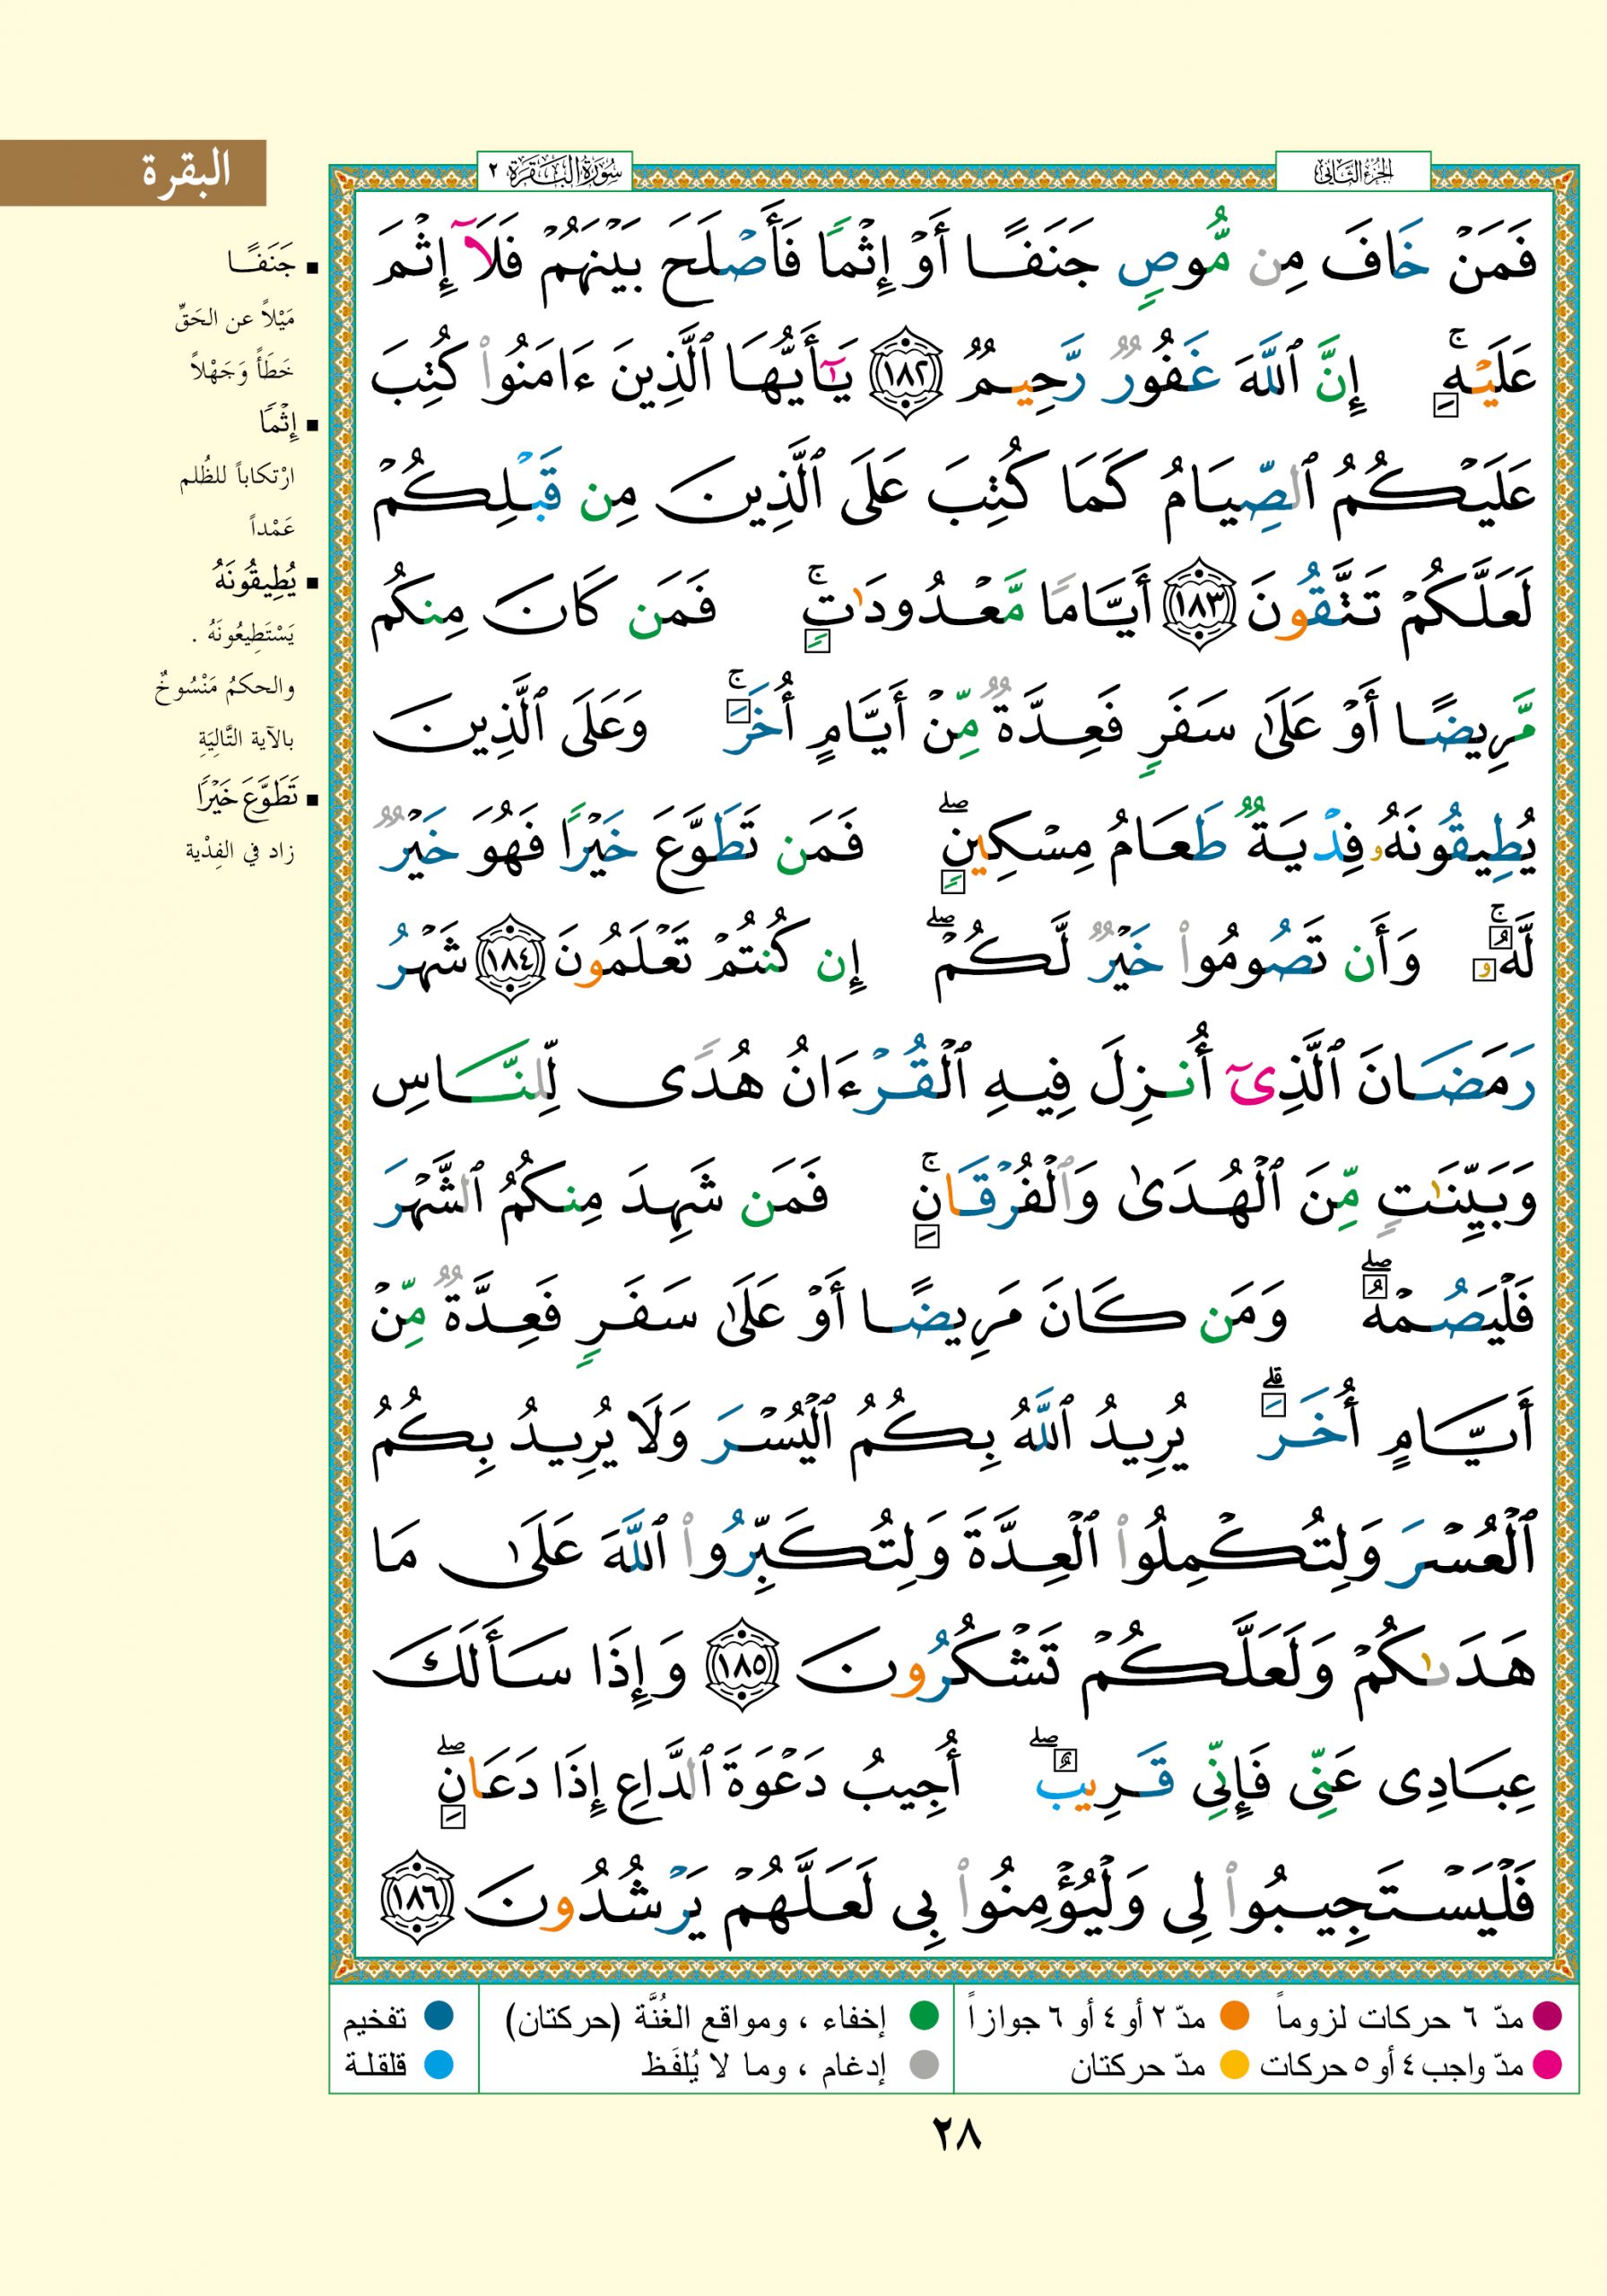 البقرة
الجزء الثاني
سورة البقرة ٢
فَمَنْ خَافَ مِن مُّوصٍ جَنَفًا أَوْ إِثْمًا فَأَصْلَحَ بَيْنَهُمْ فَلَآ إِثْمَ
عَلَيْهِ ۚ إِنَّ ٱللَّهَ غَفُورٌ رَّحِيمٌ ١٨٢ يَـٰٓأَيُّهَا ٱلَّذِينَ ءَامَنُوا۟ كُتِبَ
عَلَيْكُمُ ٱلصِّيَامُ كَمَا كُتِبَ عَلَى ٱلَّذِينَ مِن قَبْلِكُمْ
لَعَلَّكُمْ تَتَّقُونَ ١٨٣ أَيَّامًا مَّعْدُودَٰتٍ ۚ فَمَن كَانَ مِنكُم
مَّرِيضًا أَوْ عَلَىٰ سَفَرٍ فَعِدَّةٌ مِّنْ أَيَّامٍ أُخَرَ ۚ وَعَلَى ٱلَّذِينَ
يُطِيقُونَهُۥ فِدْيَةٌ طَعَامُ مِسْكِينٍ ۖ فَمَن تَطَوَّعَ خَيْرًا فَهُوَ خَيْرٌ
لَّهُۥ ۚ وَأَن تَصُومُوا۟ خَيْرٌ لَّكُمْ ۖ إِن كُنتُمْ تَعْلَمُونَ ١٨٤ شَهْرُ
رَمَضَانَ ٱلَّذِىٓ أُنزِلَ فِيهِ ٱلْقُرْءَانُ هُدًى لِّلنَّاسِ
وَبَيِّنَـٰتٍ مِّنَ ٱلْهُدَىٰ وَٱلْفُرْقَانِ ۚ فَمَن شَهِدَ مِنكُمُ ٱلشَّهْرَ
فَلْيَصُمْهُ ۖ وَمَن كَانَ مَرِيضًا أَوْ عَلَىٰ سَفَرٍ فَعِدَّةٌ مِّنْ
أَيَّامٍ أُخَرَ ۗ يُرِيدُ ٱللَّهُ بِكُمُ ٱلْيُسْرَ وَلَا يُرِيدُ بِكُمُ
ٱلْعُسْرَ وَلِتُكْمِلُوا۟ ٱلْعِدَّةَ وَلِتُكَبِّرُوا۟ ٱللَّهَ عَلَىٰ مَا
هَدَىٰكُمْ وَلَعَلَّكُمْ تَشْكُرُونَ ١٨٥ وَإِذَا سَأَلَكَ
عِبَادِى عَنِّى فَإِنِّى قَرِيبٌ ۖ أُجِيبُ دَعْوَةَ ٱلدَّاعِ إِذَا دَعَانِ ۖ
فَلْيَسْتَجِيبُوا۟ لِى وَلْيُؤْمِنُوا۟ بِى لَعَلَّهُمْ يَرْشُدُونَ ١٨٦
▪ جَنَفًا
مَيْلاً عن الحَقِّ
خَطَأً وَجَهْلاً
▪ إِثْمًا
ارْتكاباً للظُلم
عَمْداً
▪ يُطِيقُونَهُ
يَسْتَطِيعُونَهُ .
والحكمُ مَنْسُوخٌ
بالآية التَّالِيَةِ
▪ تَطَوَّعَ خَيْرًا
زاد في الفِدْية
مدّ ٦ حركات لزوماً
مدّ ٢ أو ٤ أو ٦ جوازاً
إخفاء ، ومواقع الغُنَّة (حركتان)
تفخيم
مدّ واجب ٤ أو ٥ حركات
مدّ حركتان
إدغام ، وما لا يُلفَظ
قلقلة
٢٨